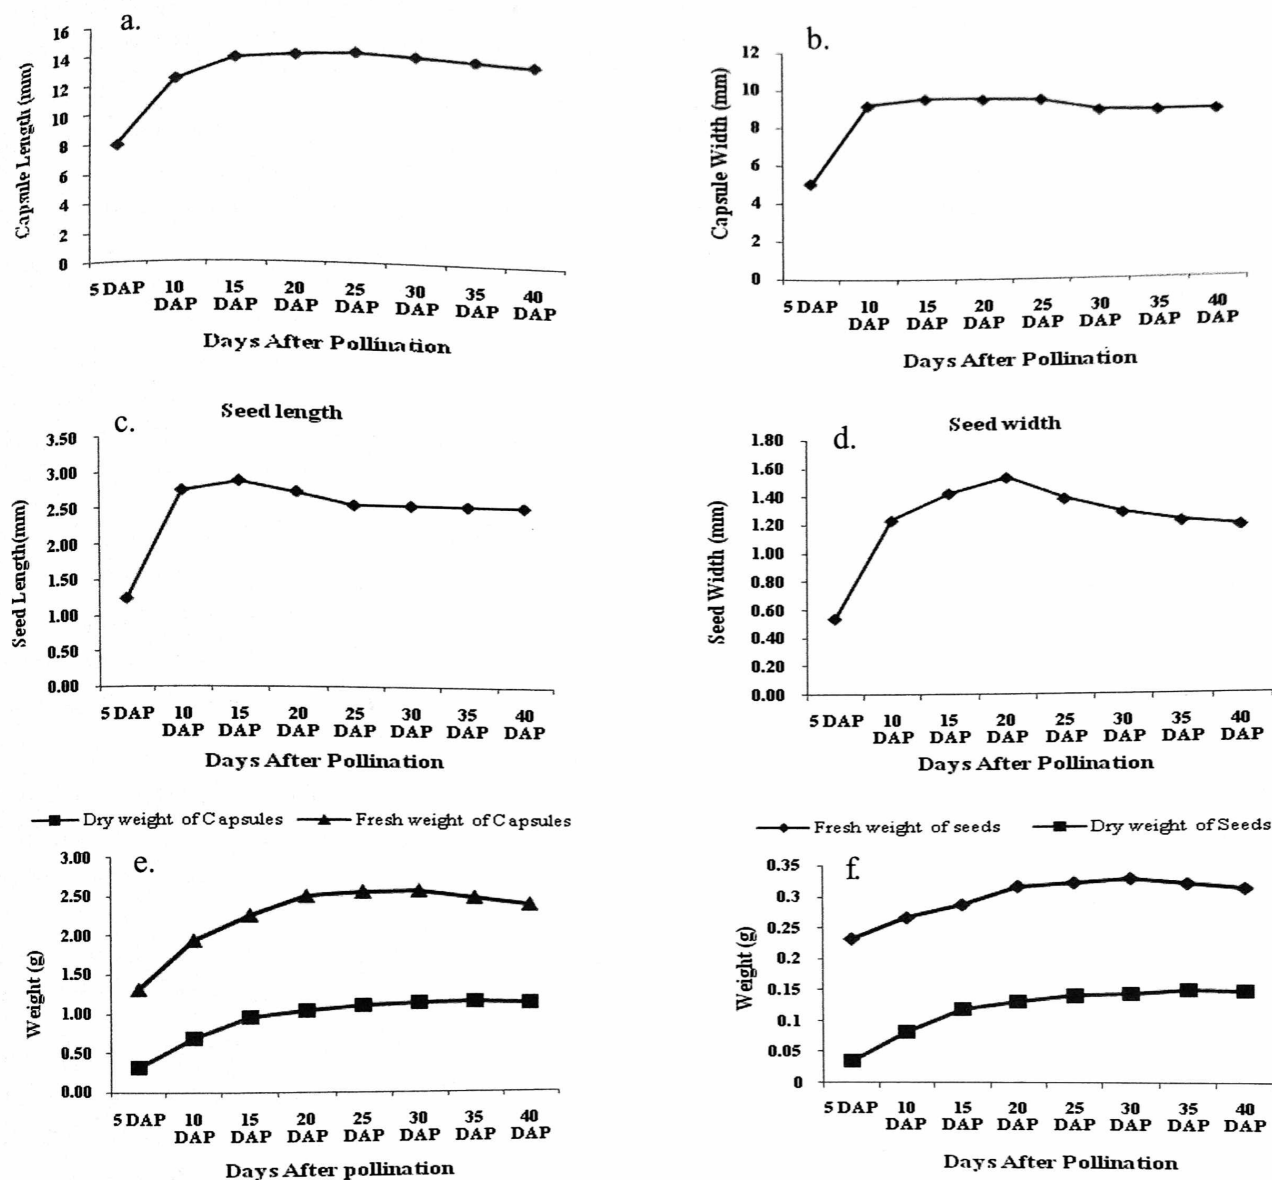 a.
16
14
12
10
8
6
4
2
0
Capsule Length (mm)
5 DAP 10 DAP 15 DAP 20 DAP 25 DAP 30 DAP 35 DAP 40 DAP
Days After Pollination
b.
12
10
8
6
4
2
0
Capsule Width (mm)
5 DAP 10 DAP 15 DAP 20 DAP 25 DAP 30 DAP 35 DAP 40 DAP
Days After Pollination
c.
Seed length
3.50
3.00
2.50
2.00
1.50
1.00
0.50
0.00
Seed Length(mm)
5 DAP 10 DAP 15 DAP 20 DAP 25 DAP 30 DAP 35 DAP 40 DAP
Days After Pollination
d.
Seed width
1.80
1.60
1.40
1.20
1.00
0.80
0.60
0.40
0.20
0.00
Seed Width (mm)
5 DAP 10 DAP 15 DAP 20 DAP 25 DAP 30 DAP 35 DAP 40 DAP
Days After Pollination
Dry weight of Capsules Fresh weight of Capsules
e.
3.00
2.50
2.00
1.50
1.00
0.50
0.00
Weight (g)
5 DAP 10 DAP 15 DAP 20 DAP 25 DAP 30 DAP 35 DAP 40 DAP
Days After pollination
Fresh weight of seeds Dry weight of Seeds
f.
0.35
0.3
0.25
0.2
0.15
0.1
0.05
0
Weight (g)
5 DAP 10 DAP 15 DAP 20 DAP 25 DAP 30 DAP 35 DAP 40 DAP
Days After Pollination